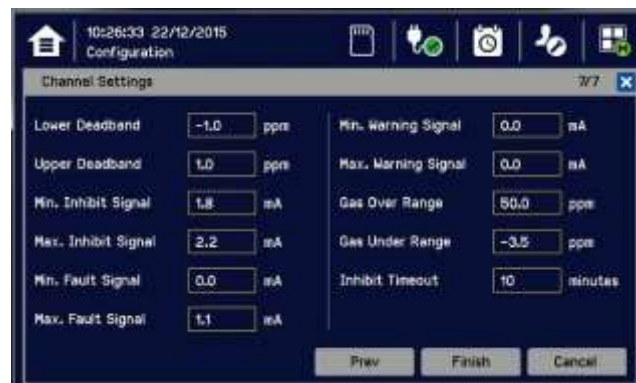 10:26:33 22/12/2015
Configuration
Channel Settings
7/7
Lower Deadband -1.0 ppm
Upper Deadband 1.0 ppm
Min. Inhibit Signal 1.8 mA
Max. Inhibit Signal 2.2 mA
Min. Fault Signal 0.0 mA
Max. Fault Signal 1.1 mA
Min. Warning Signal 0.0 mA
Max. Warning Signal 0.0 mA
Gas Over Range 50.0 ppm
Gas Under Range -3.5 ppm
Inhibit Timeout 10 minutes
Prev Finish Cancel